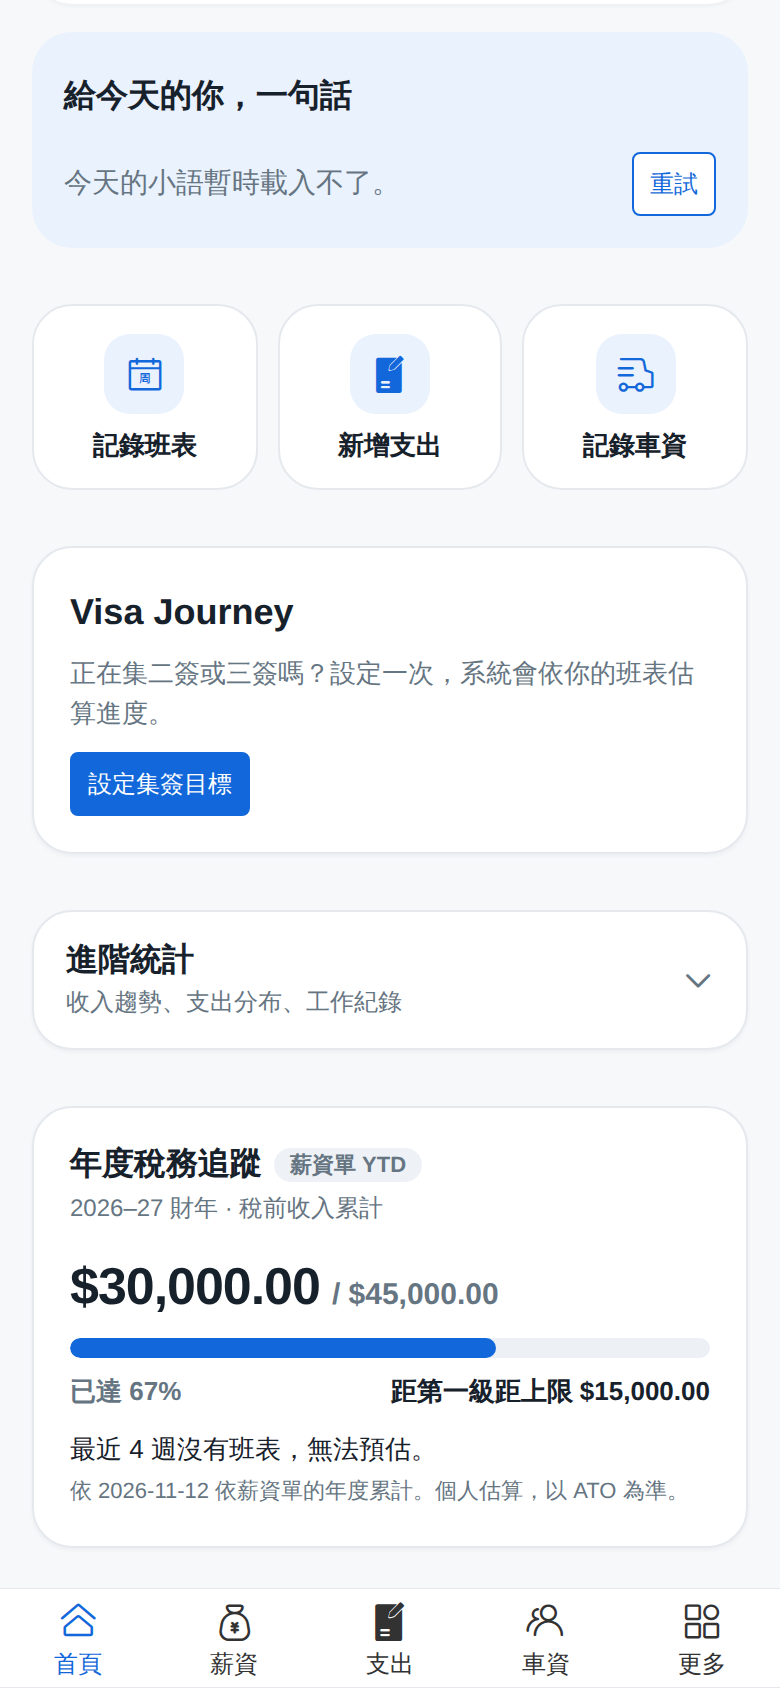 給今天的你，一句話
今天的小語暫時載入不了。
重試
周
記錄班表
新增支出
記錄車資
Visa Journey
正在集二簽或三簽嗎？設定一次，系統會依你的班表估
算進度。
設定集簽目標
進階統計
收入趨勢、支出分布、工作紀錄
年度稅務追蹤 薪資單 YTD
2026–27 財年 · 稅前收入累計
$30,000.00 / $45,000.00
已達 67%
距第一級距上限 $15,000.00
最近 4 週沒有班表，無法預估。
依 2026-11-12 依薪資單的年度累計。個人估算，以 ATO 為準。
¥
首頁
薪資
支出
車資
更多